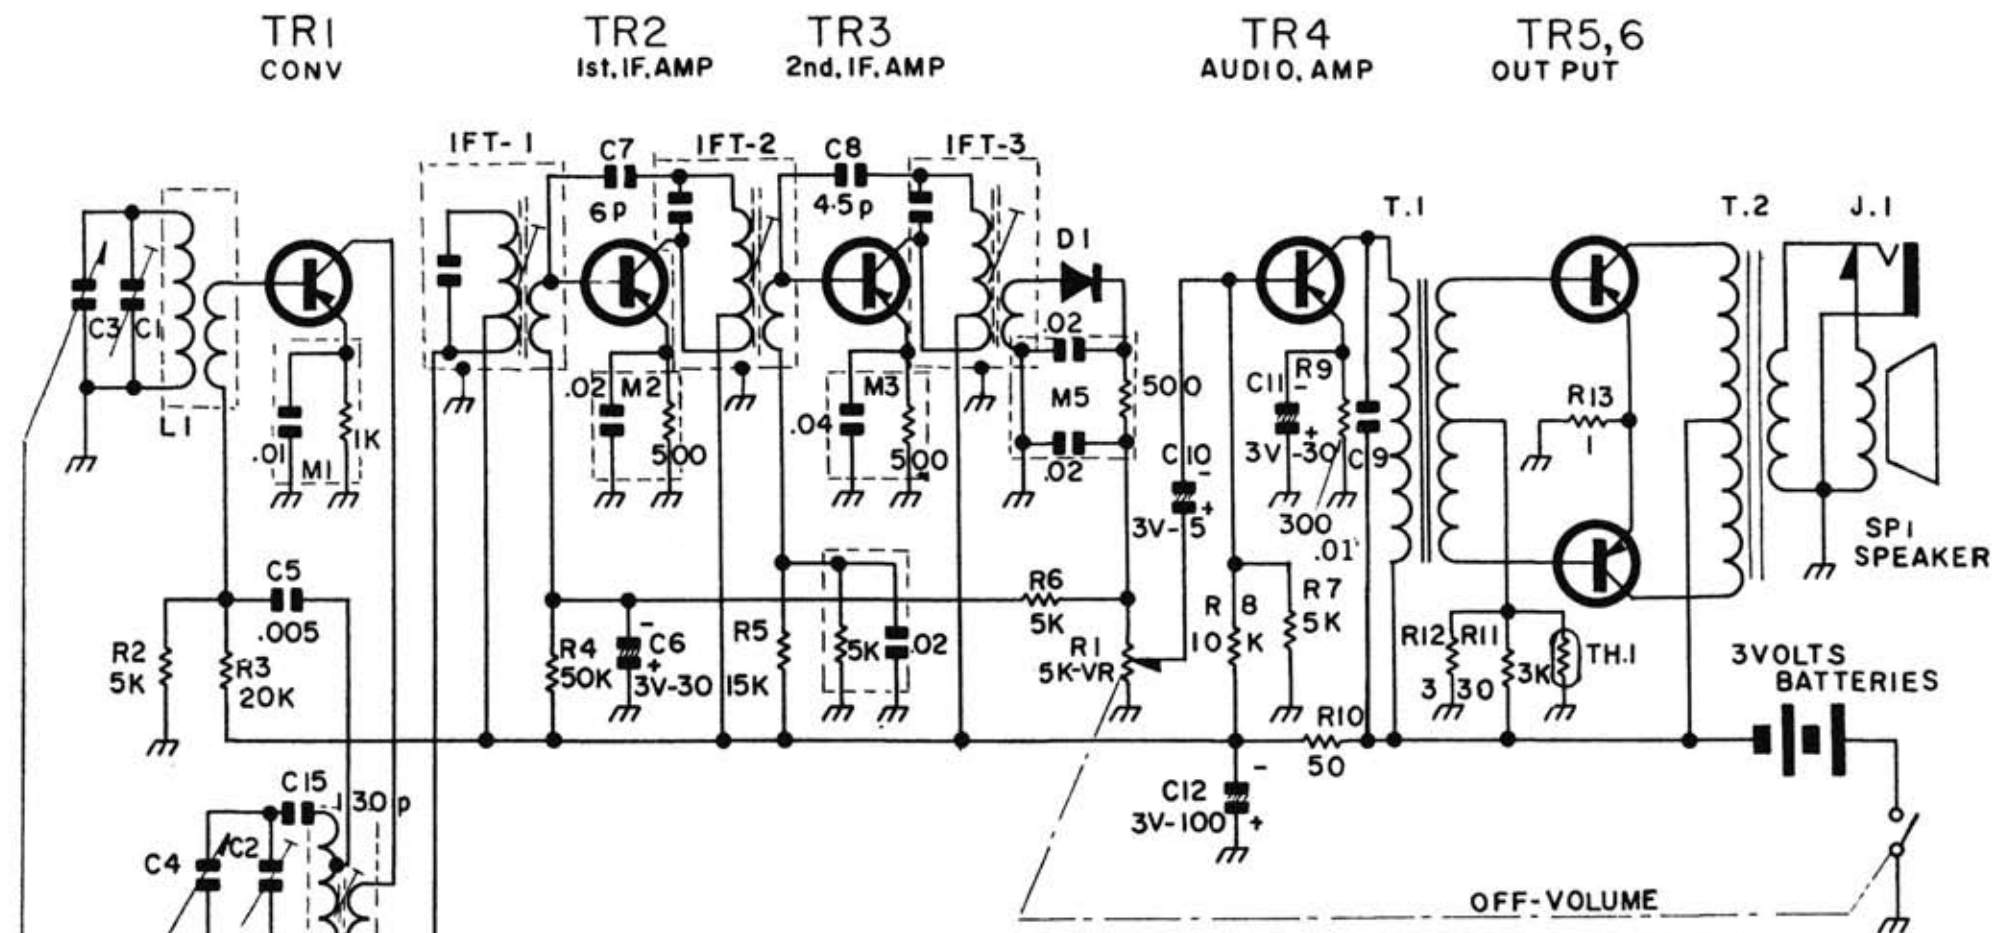 TR1
CONV
TR2
1st.IF.AMP
TR3
2nd.IF.AMP
TR4
AUDIO.AMP
TR5,6
OUT PUT
IFT-1
C7
6p
IFT-2
C8
4.5p
IFT-3
D1
T.1
T.2
J.1
C3
C1
L1
.01
M1
1K
.02
M2
500
.04
M3
500
.02
M5
.02
500
C10
3V-5
C11
R9
3V-30
C9
300
.01
R13
1
SP1
SPEAKER
C5
.005
R2
5K
R3
20K
R4
50K
C6
3V-30
R5
15K
5K
.02
R6
5K
R1
5K-VR
R8
10K
R7
5K
R12
330
R11
3K
TH.1
3VOLTS
BATTERIES
R10
50
C12
3V-100
C15
130p
C4
C2
OFF-VOLUME